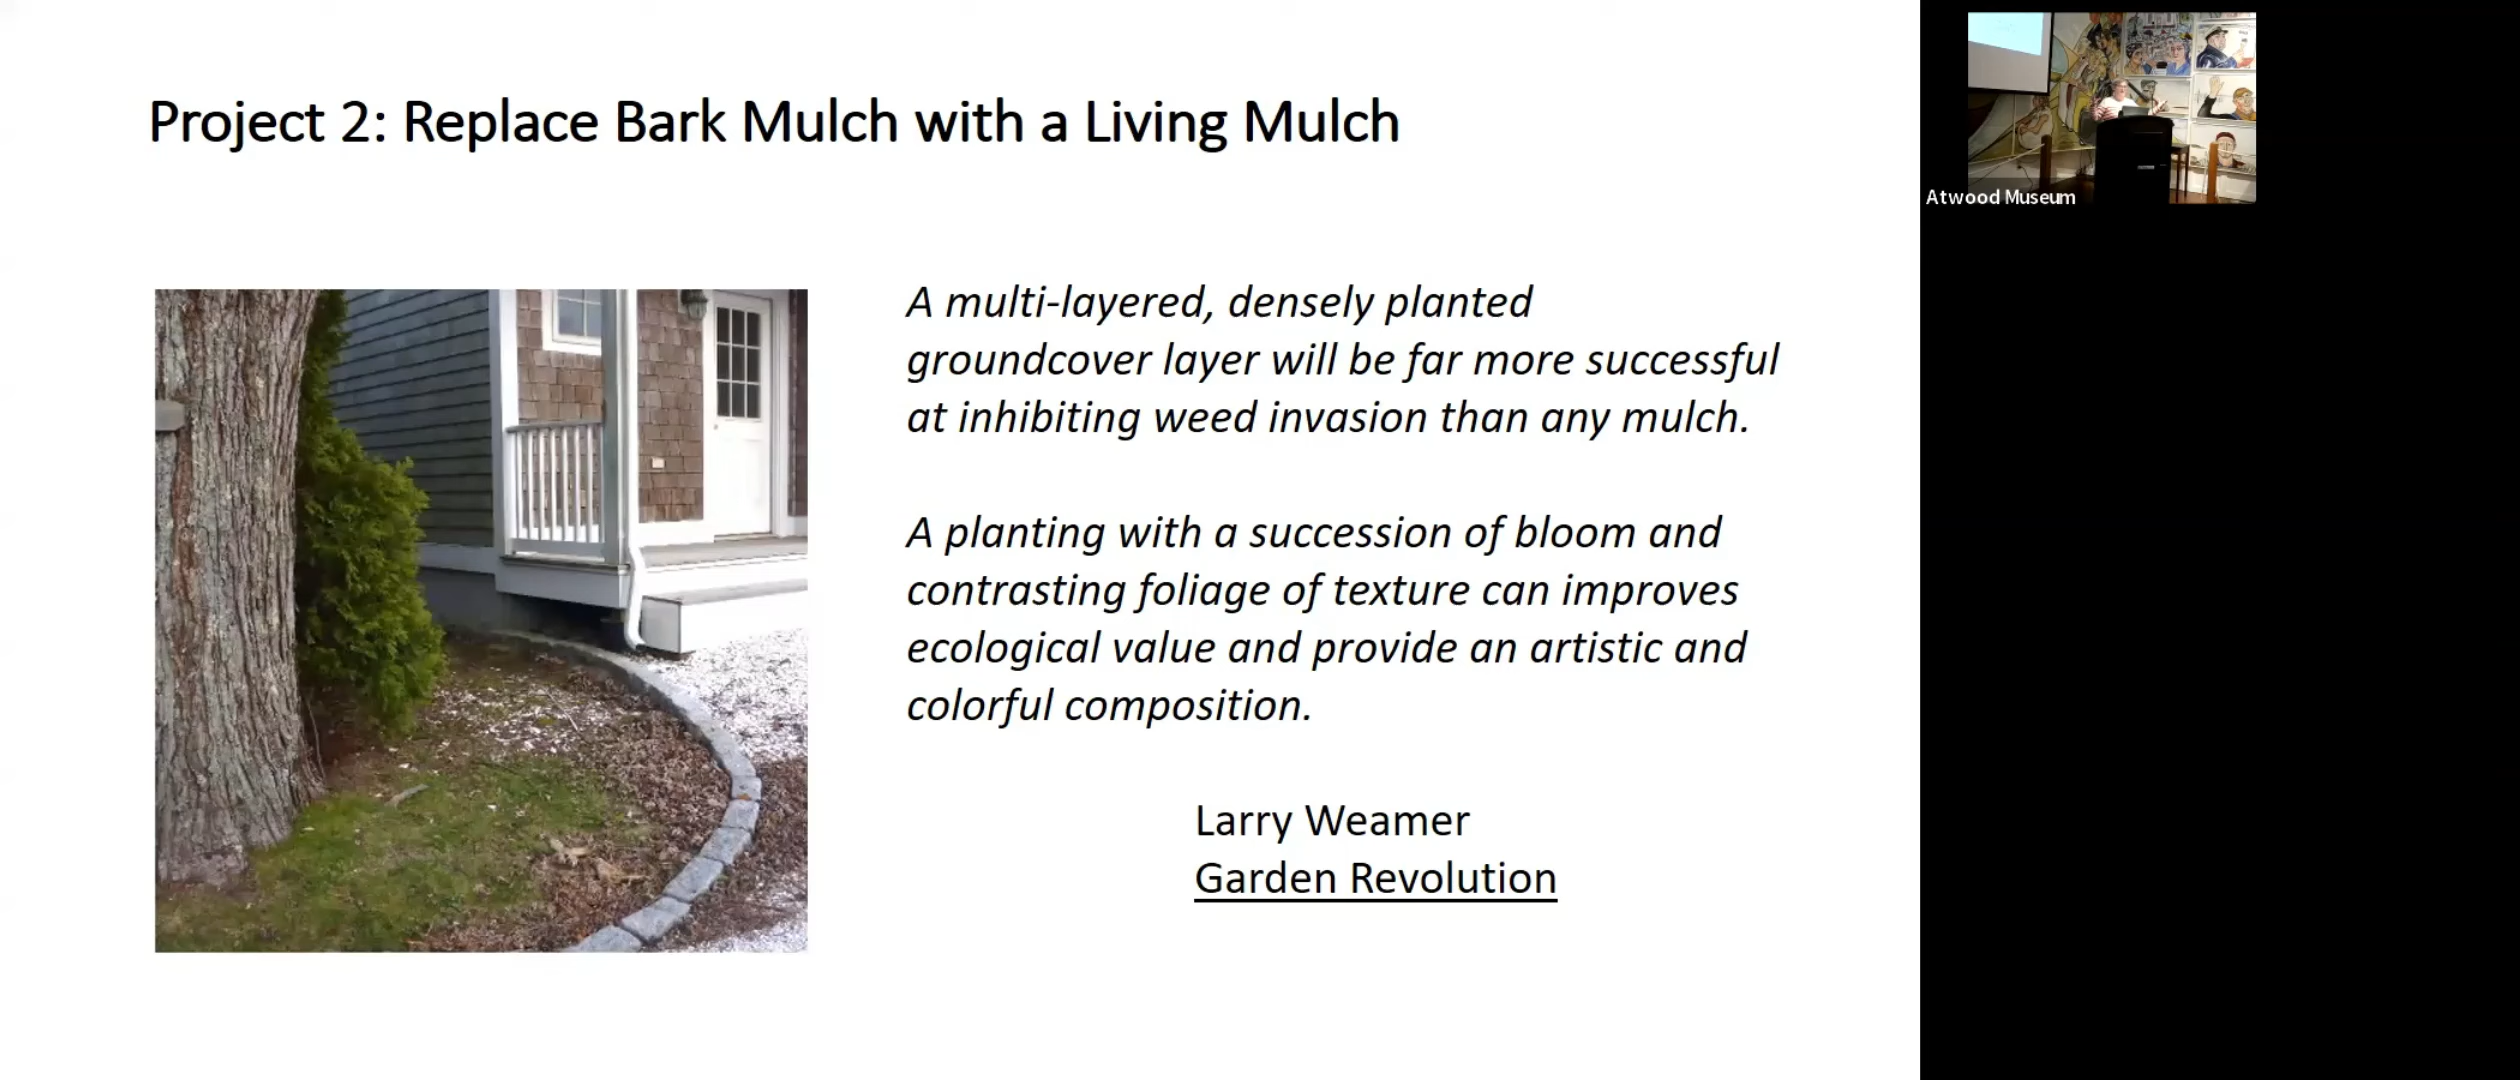 Project 2: Replace Bark Mulch with a Living Mulch
A multi-layered, densely planted
groundcover layer will be far more successful
at inhibiting weed invasion than any mulch.
A planting with a succession of bloom and
contrasting foliage of texture can improves
ecological value and provide an artistic and
colorful composition.
Larry Weamer
Garden Revolution
Atwood Museum